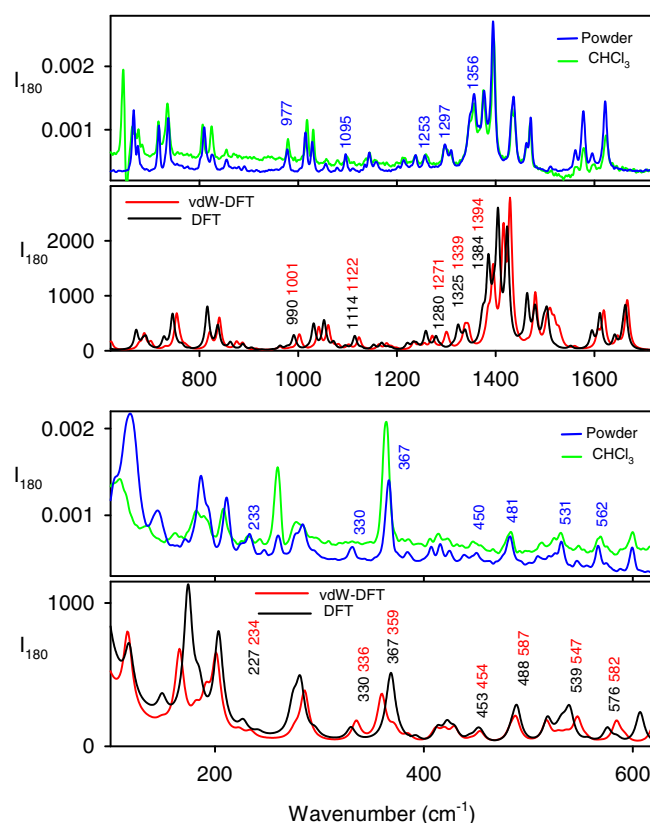 I180
0.002
0.001
Powder
CHCl3
977
1095
1253
1297
1356
I180
2000
1000
0
vdW-DFT
DFT
990 1001
1114 1122
1280 1271
1325 1339
1384 1394
800 1000 1200 1400 1600
I180
0.002
0.001
Powder
CHCl3
233
330
367
450
481
531
562
I180
1000
0
vdW-DFT
DFT
227 234
330 336
367 359
453 454
488 587
539 547
576 582
200 400 600
Wavenumber (cm-1)